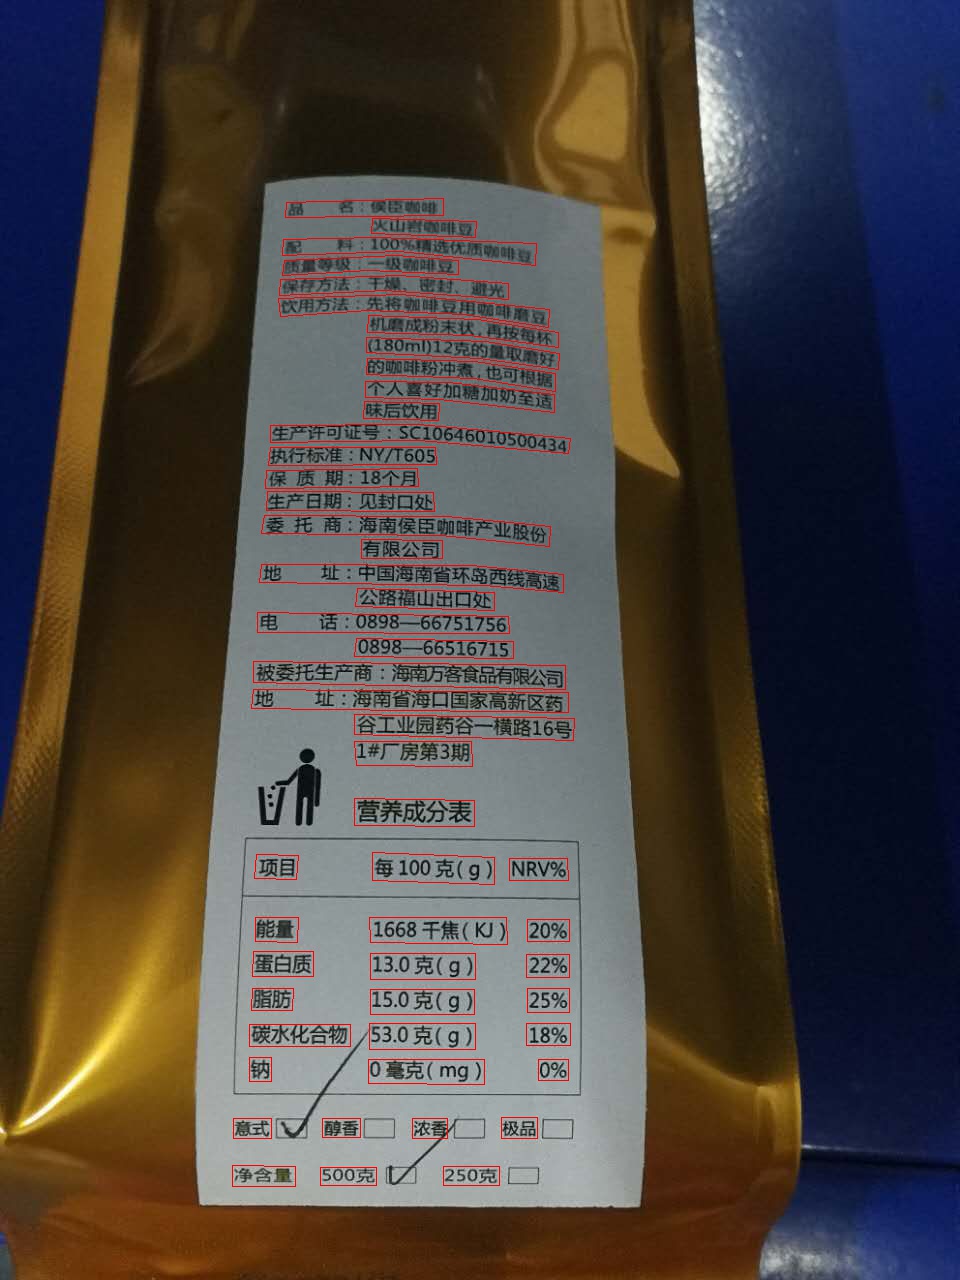 品 名：侯臣咖啡
火山岩咖啡豆
配 料：100%精选优质咖啡豆
质量等级：一级咖啡豆
保存方法：干燥、密封、避光
饮用方法：先将咖啡豆用咖啡磨豆
机磨成粉末状，再按每杯
(180ml)12克的量取磨好
的咖啡粉冲煮，也可根据
个人喜好加糖加奶至适
味后饮用
生产许可证号：SC10646010500434
执行标准：NY/T605
保 质 期：18个月
生产日期：见封口处
委 托 商：海南侯臣咖啡产业股份
有限公司
地 址：中国海南省环岛西线高速
公路福山出口处
电 话：0898—66751756
0898—66516715
被委托生产商：海南万客食品有限公司
地 址：海南省海口国家高新区药
谷工业园药谷一横路16号
1#厂房第3期
营养成分表
项目 每100克(g) NRV%
能量 1668千焦(KJ) 20%
蛋白质 13.0克(g) 22%
脂肪 15.0克(g) 25%
碳水化合物 53.0克(g) 18%
钠 0毫克(mg) 0%
意式 醇香 浓香 极品
净含量 500克 250克